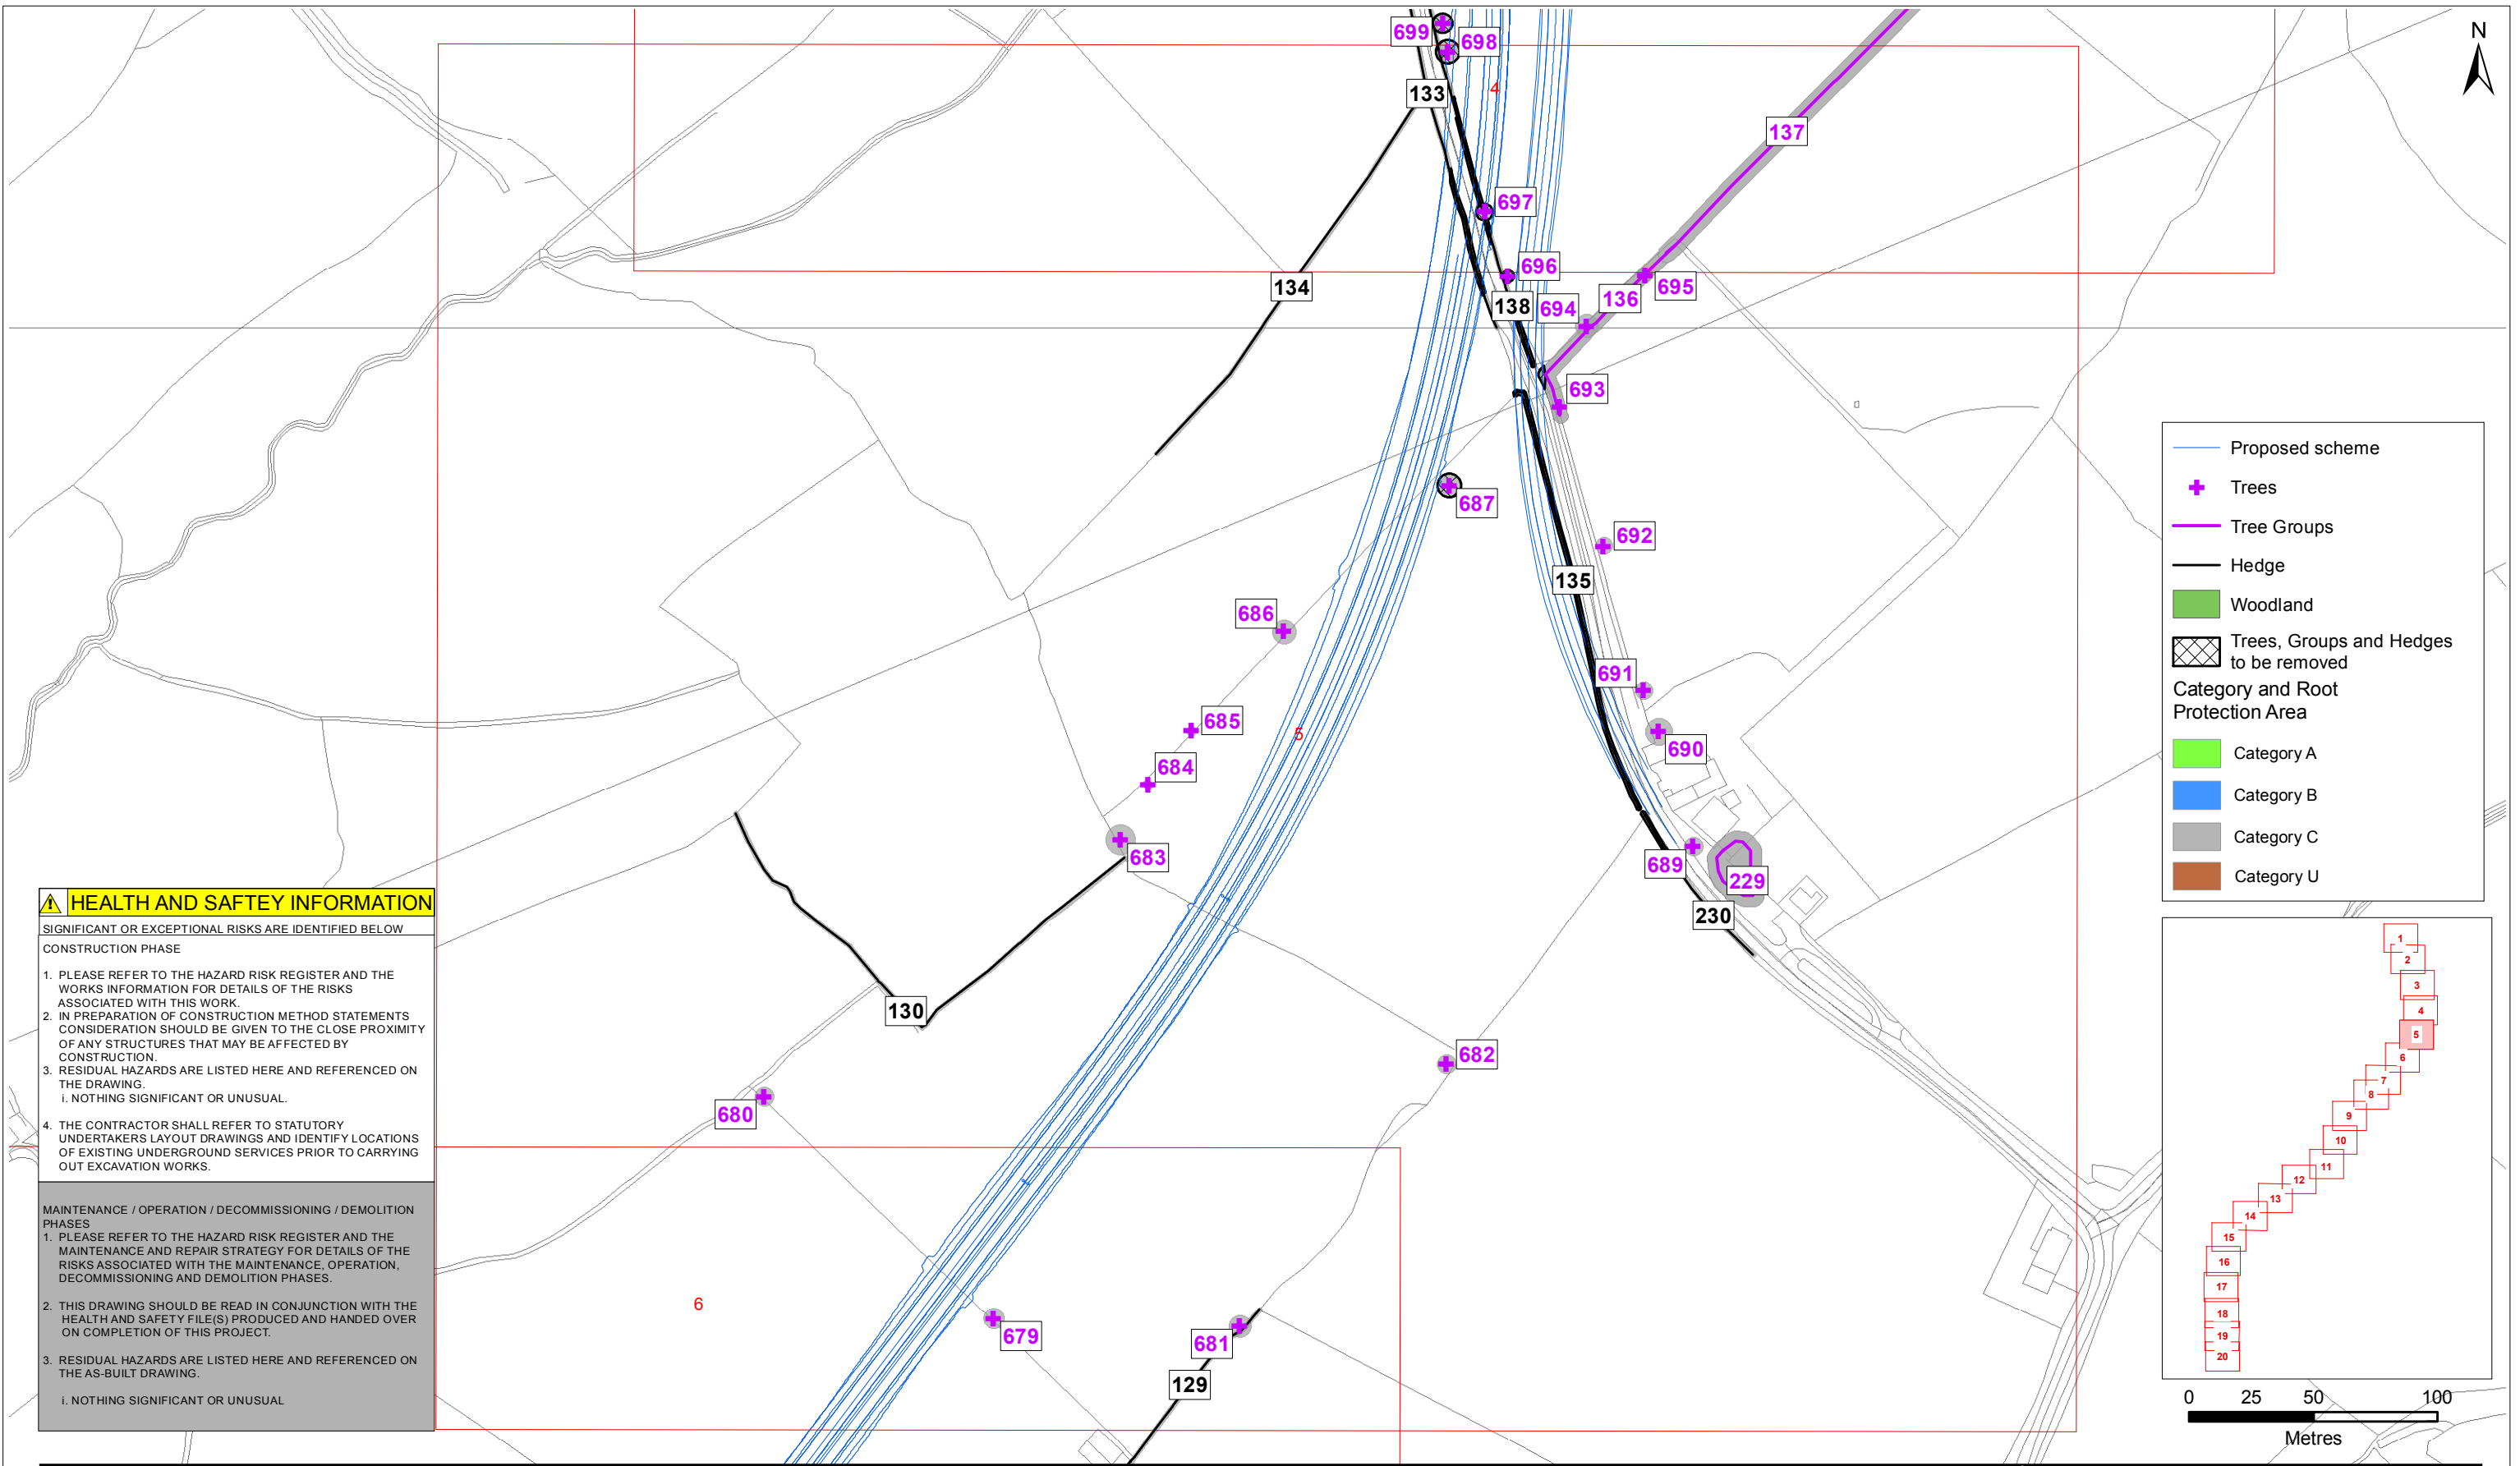 699
698
N
133
4
137
697
696
695
134
138
694
136
693
687
692
135
686
691
685
5
690
684
683
689
229
230
130
682
680
6
679
681
129
Proposed scheme
Trees
Tree Groups
Hedge
Woodland
Trees, Groups and Hedges
to be removed
Category and Root
Protection Area
Category A
Category B
Category C
Category U
1
2
3
4
5
6
7
8
9
10
11
12
13
14
15
16
17
18
19
20
0 25 50 100
Metres
HEALTH AND SAFTEY INFORMATION
SIGNIFICANT OR EXCEPTIONAL RISKS ARE IDENTIFIED BELOW
CONSTRUCTION PHASE
1. PLEASE REFER TO THE HAZARD RISK REGISTER AND THE
WORKS INFORMATION FOR DETAILS OF THE RISKS
ASSOCIATED WITH THIS WORK.
2. IN PREPARATION OF CONSTRUCTION METHOD STATEMENTS
CONSIDERATION SHOULD BE GIVEN TO THE CLOSE PROXIMITY
OF ANY STRUCTURES THAT MAY BE AFFECTED BY
CONSTRUCTION.
3. RESIDUAL HAZARDS ARE LISTED HERE AND REFERENCED ON
THE DRAWING.
i. NOTHING SIGNIFICANT OR UNUSUAL.
4. THE CONTRACTOR SHALL REFER TO STATUTORY
UNDERTAKERS LAYOUT DRAWINGS AND IDENTIFY LOCATIONS
OF EXISTING UNDERGROUND SERVICES PRIOR TO CARRYING
OUT EXCAVATION WORKS.
MAINTENANCE / OPERATION / DECOMMISSIONING / DEMOLITION
PHASES
1. PLEASE REFER TO THE HAZARD RISK REGISTER AND THE
MAINTENANCE AND REPAIR STRATEGY FOR DETAILS OF THE
RISKS ASSOCIATED WITH THE MAINTENANCE, OPERATION,
DECOMMISSIONING AND DEMOLITION PHASES.
2. THIS DRAWING SHOULD BE READ IN CONJUNCTION WITH THE
HEALTH AND SAFETY FILE(S) PRODUCED AND HANDED OVER
ON COMPLETION OF THIS PROJECT.
3. RESIDUAL HAZARDS ARE LISTED HERE AND REFERENCED ON
THE AS-BUILT DRAWING.
i. NOTHING SIGNIFICANT OR UNUSUAL